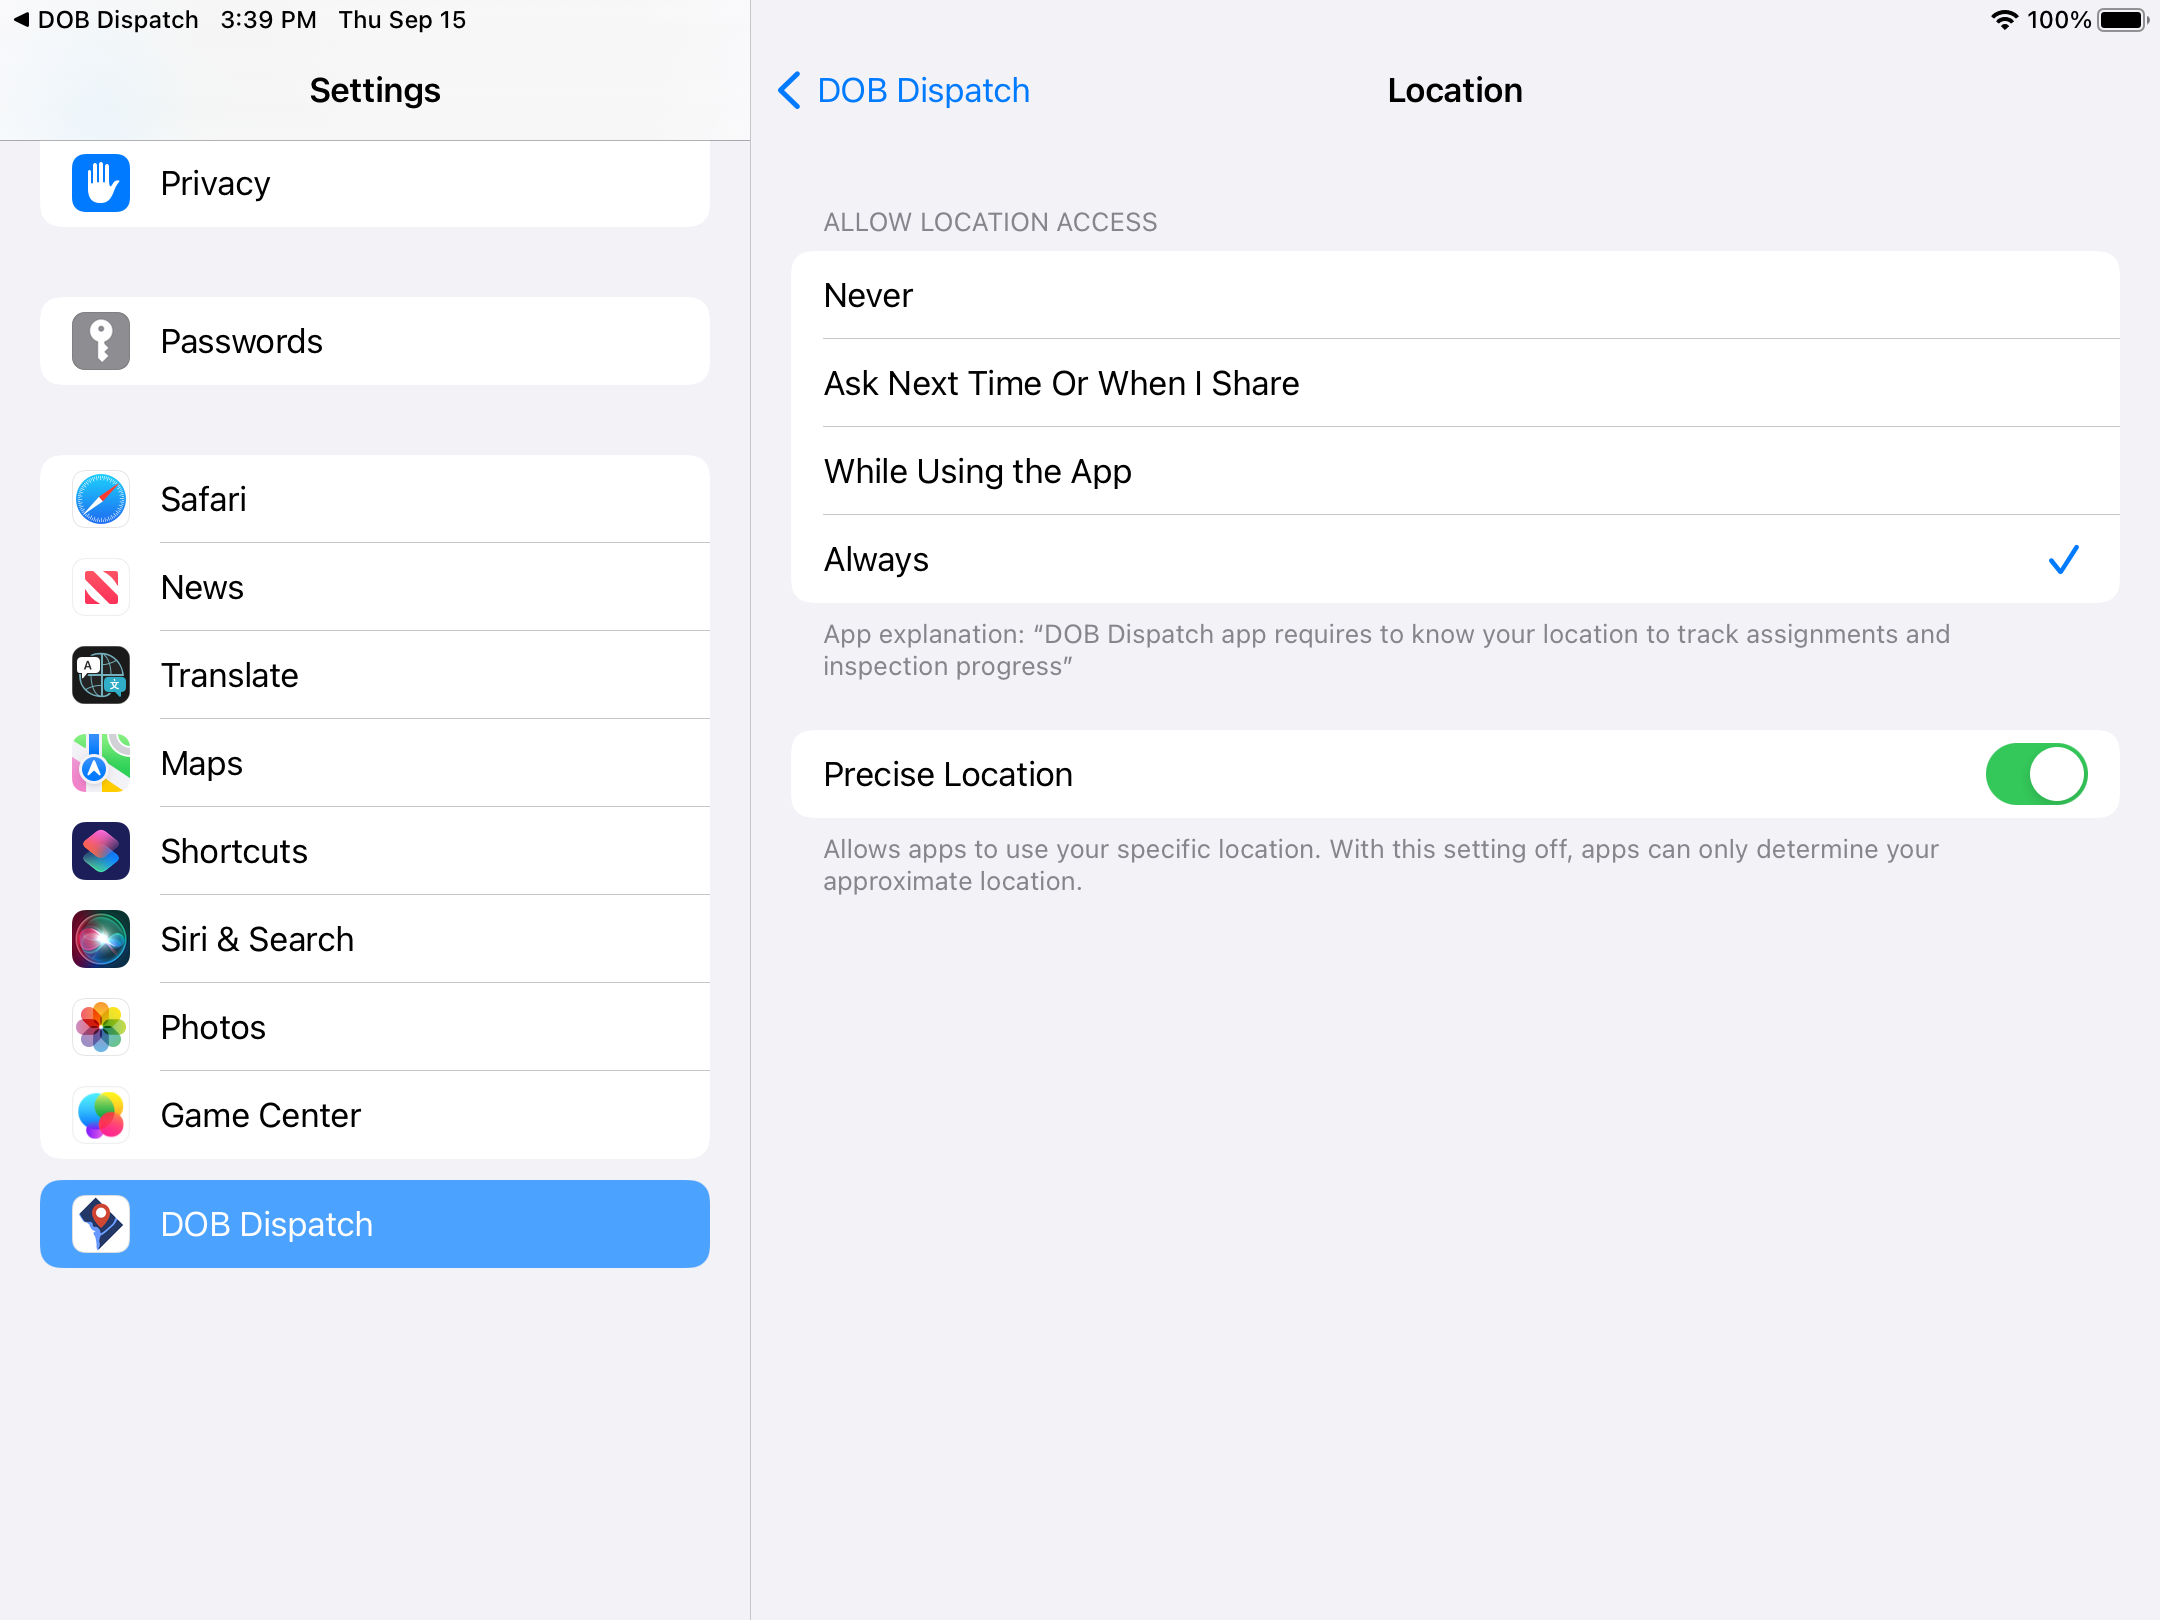 ◀ DOB Dispatch 3:39 PM Thu Sep 15
100%
Settings
Privacy
Passwords
Safari
News
Translate
Maps
Shortcuts
Siri & Search
Photos
Game Center
DOB Dispatch
DOB Dispatch
Location
ALLOW LOCATION ACCESS
Never
Ask Next Time Or When I Share
While Using the App
Always
App explanation: “DOB Dispatch app requires to know your location to track assignments and
inspection progress”
Precise Location
Allows apps to use your specific location. With this setting off, apps can only determine your
approximate location.